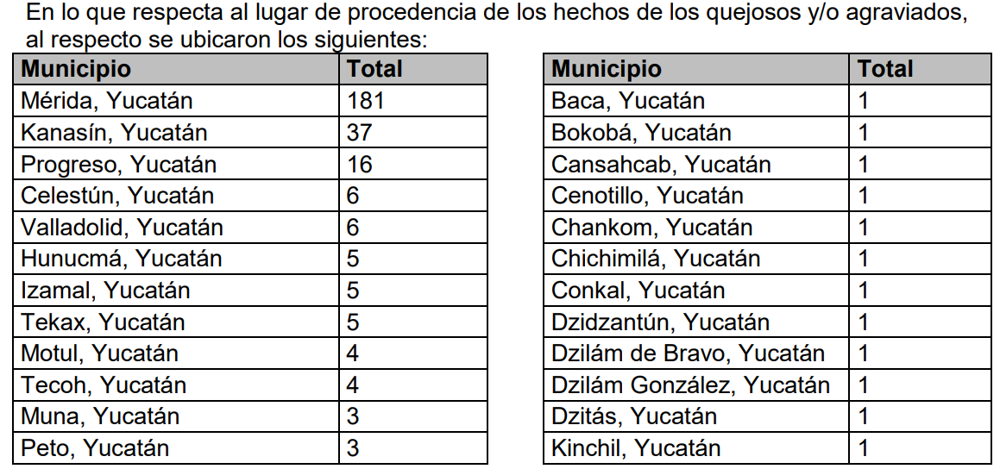 En lo que respecta al lugar de procedencia de los hechos de los quejosos y/o agraviados,
al respecto se ubicaron los siguientes:
Municipio Total
Mérida, Yucatán 181
Kanasín, Yucatán 37
Progreso, Yucatán 16
Celestún, Yucatán 6
Valladolid, Yucatán 6
Hunucmá, Yucatán 5
Izamal, Yucatán 5
Tekax, Yucatán 5
Motul, Yucatán 4
Tecoh, Yucatán 4
Muna, Yucatán 3
Peto, Yucatán 3
Municipio Total
Baca, Yucatán 1
Bokobá, Yucatán 1
Cansahcab, Yucatán 1
Cenotillo, Yucatán 1
Chankom, Yucatán 1
Chichimilá, Yucatán 1
Conkal, Yucatán 1
Dzidzantún, Yucatán 1
Dzilám de Bravo, Yucatán 1
Dzilám González, Yucatán 1
Dzitás, Yucatán 1
Kinchil, Yucatán 1